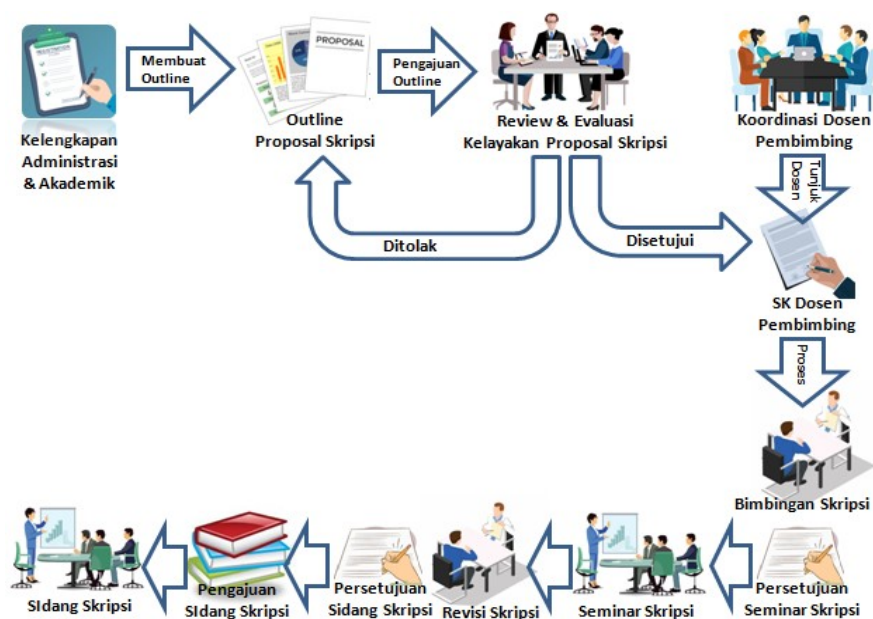 Kelengkapan
Administrasi
& Akademik
Membuat
Outline
PROPOSAL
Outline
Proposal Skripsi
Pengajuan
Outline
Review & Evaluasi
Kelayakan Proposal Skripsi
Ditolak
Disetujui
Koordinasi Dosen
Pembimbing
Tunjuk
Dosen
SK Dosen
Pembimbing
Proses
Bimbingan Skripsi
Persetujuan
Seminar Skripsi
Seminar Skripsi
Revisi Skripsi
Persetujuan
Sidang Skripsi
Pengajuan
SIdang Skripsi
SIdang Skripsi